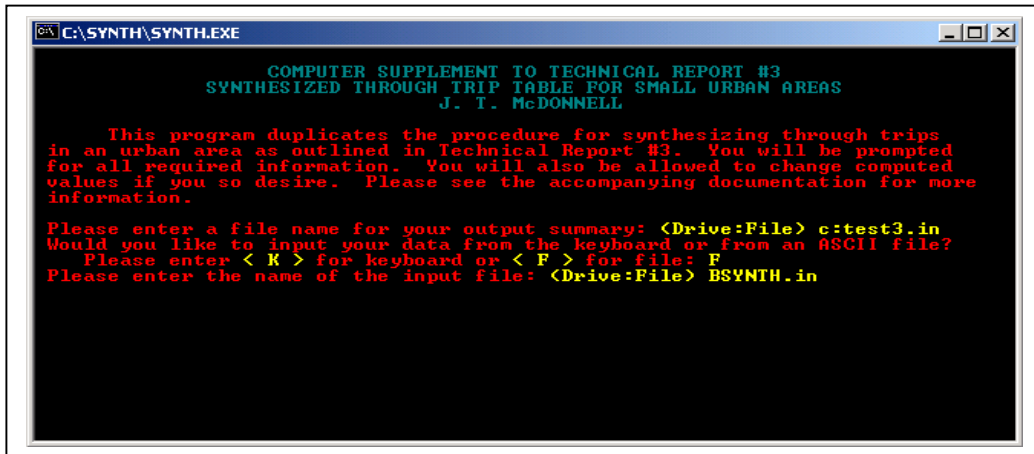 C:\SYNTH\SYNTH.EXE
COMPUTER SUPPLEMENT TO TECHNICAL REPORT #3
SYNTHESIZED THROUGH TRIP TABLE FOR SMALL URBAN AREAS
J. T. McDONNELL
This program duplicates the procedure for synthesizing through trips
in an urban area as outlined in Technical Report #3. You will be prompted
for all required information. You will also be allowed to change computed
values if you so desire. Please see the accompanying documentation for more
information.
Please enter a file name for your output summary: (Drive:File) c:test3.in
Would you like to input your data from the keyboard or from an ASCII file?
Please enter < K > for keyboard or < F > for file: F
Please enter the name of the input file: (Drive:File) BSYNTH.in